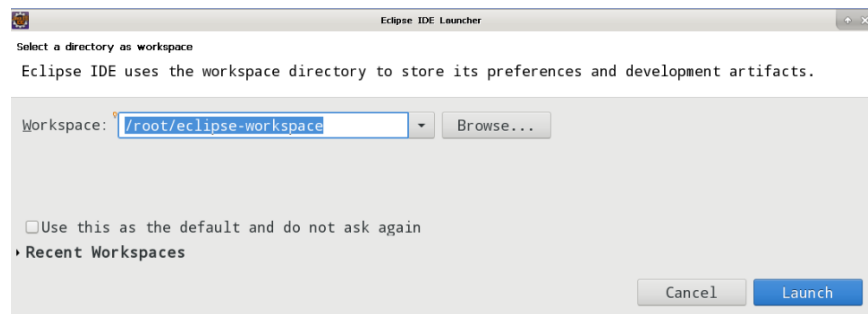 Eclipse IDE Launcher
Select a directory as workspace
Eclipse IDE uses the workspace directory to store its preferences and development artifacts.
Workspace: /root/eclipse-workspace Browse...
Use this as the default and do not ask again
Recent Workspaces
Cancel Launch